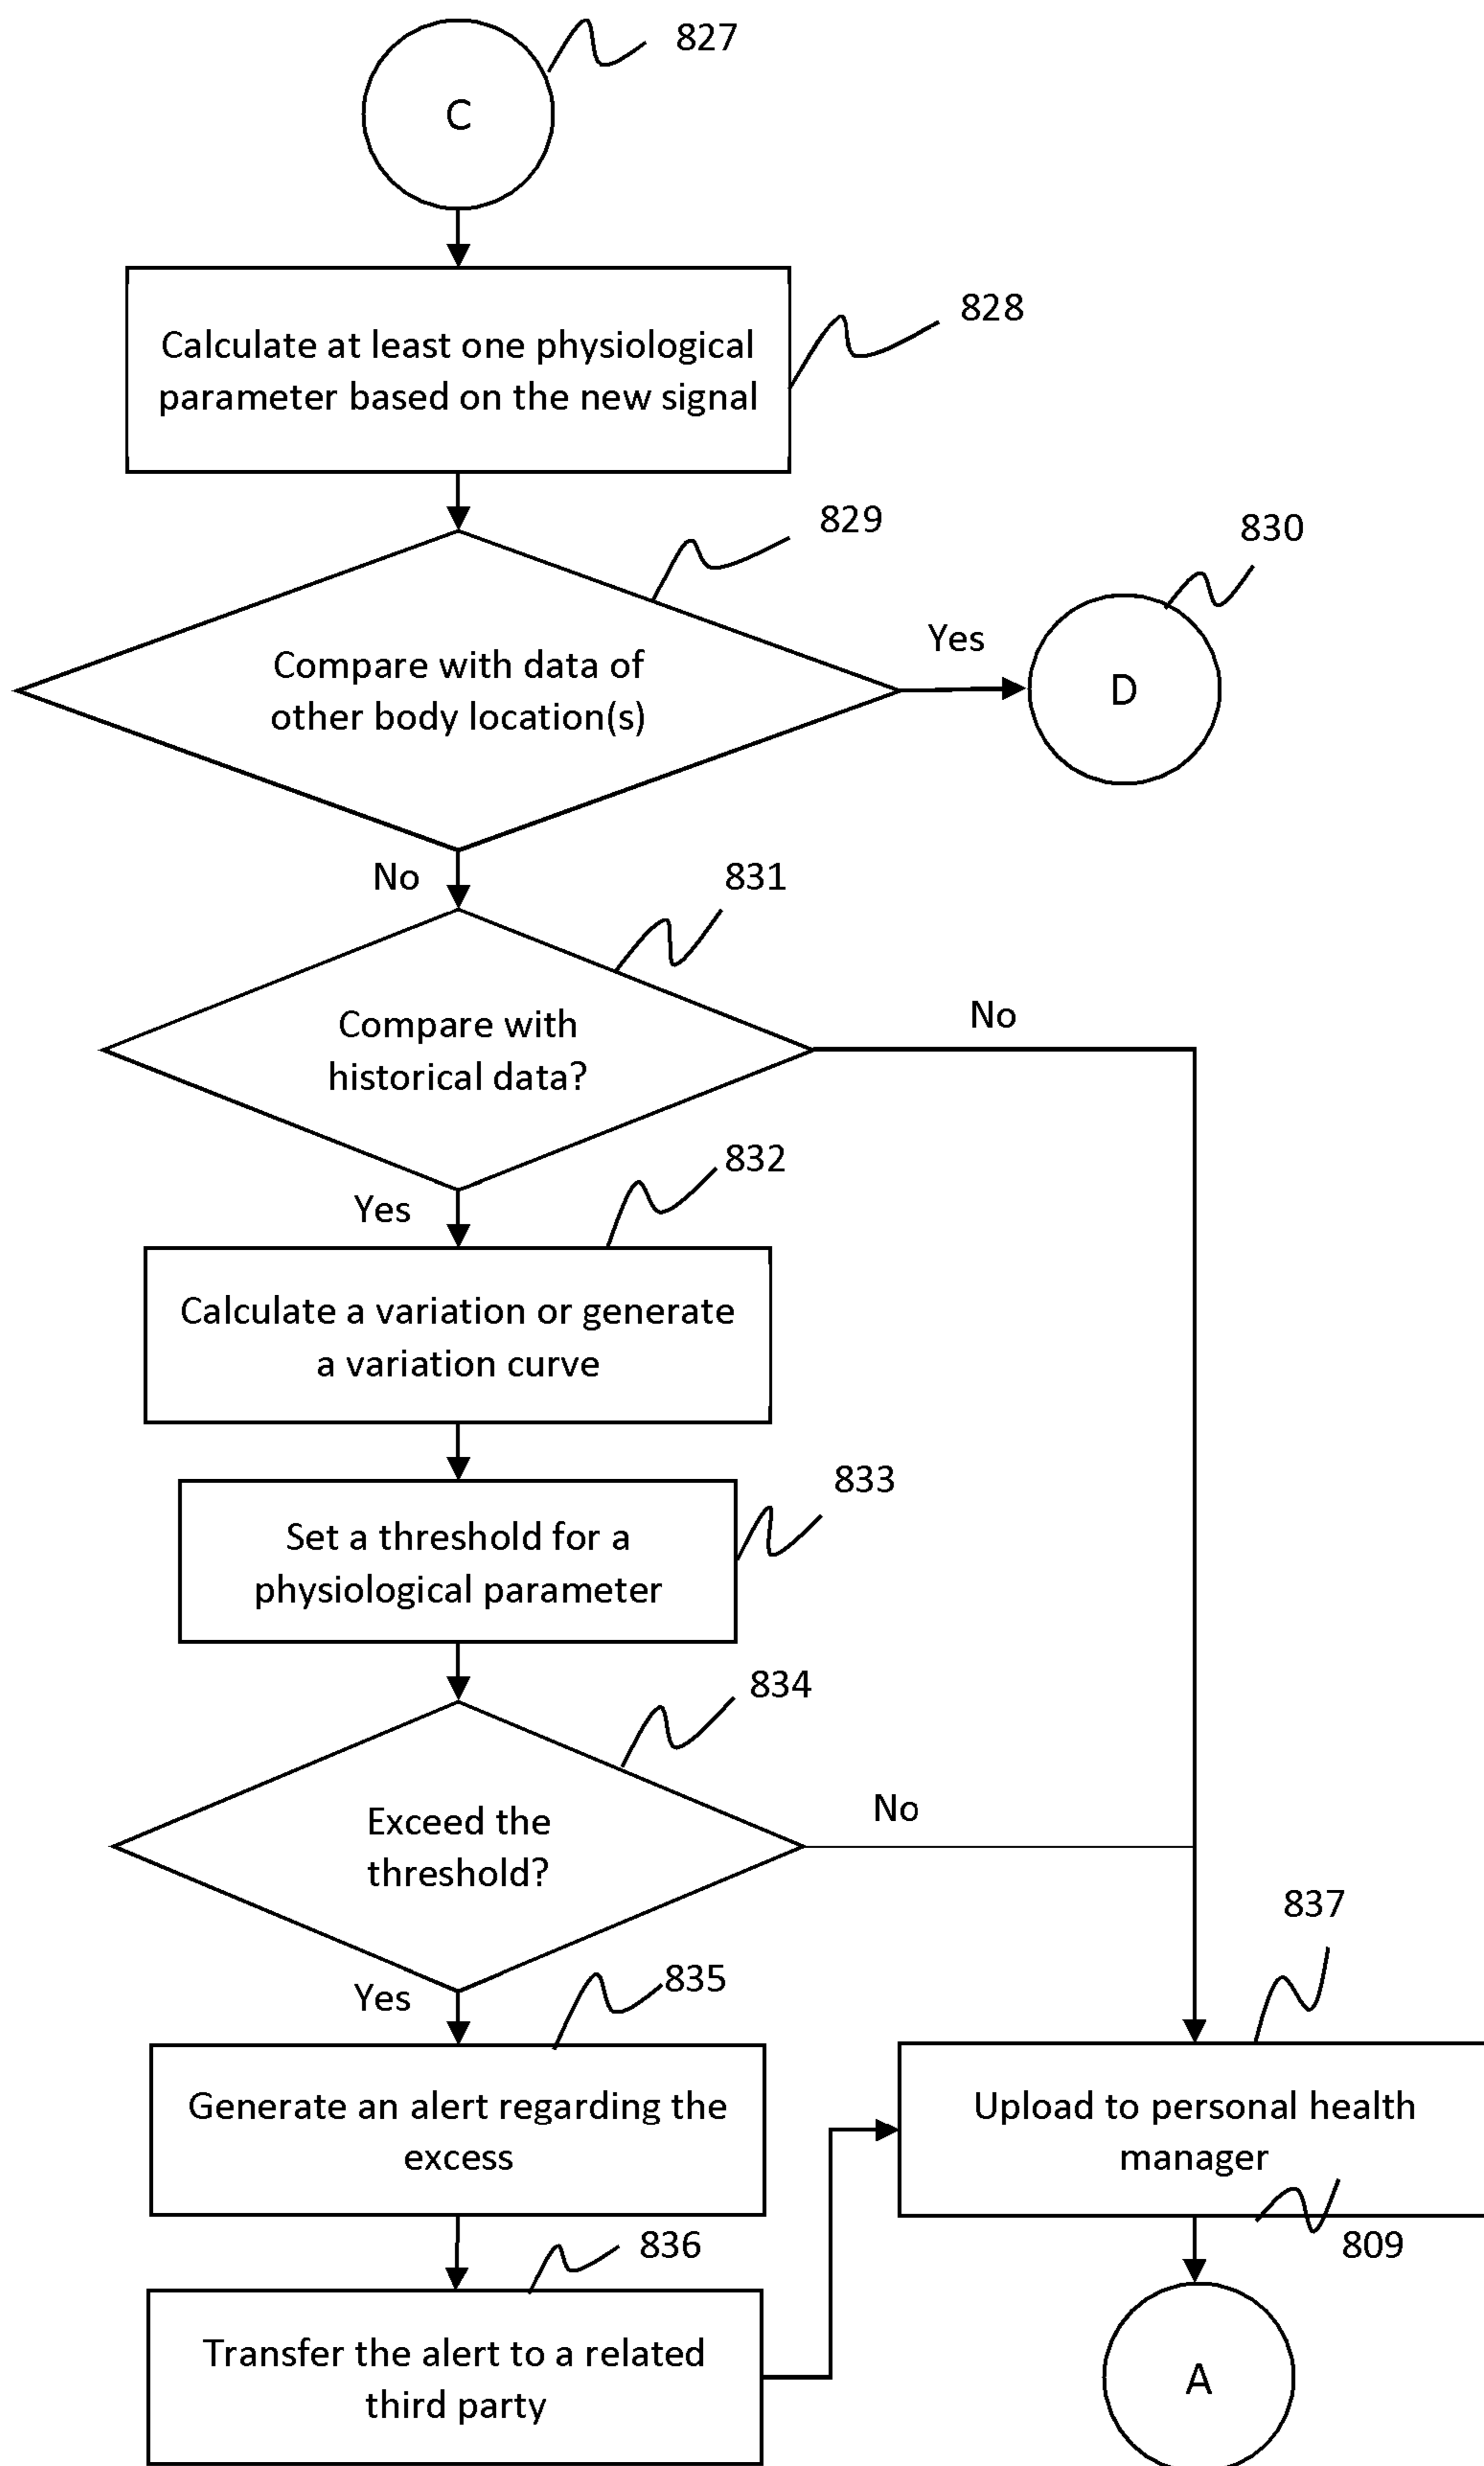 827
C
828
Calculate at least one physiological
parameter based on the new signal
829
830
Compare with data of
other body location(s)
Yes
D
No
831
Compare with
historical data?
No
832
Yes
Calculate a variation or generate
a variation curve
833
Set a threshold for a
physiological parameter
834
Exceed the
threshold?
No
837
Yes
835
Generate an alert regarding the
excess
Upload to personal health
manager
836
809
Transfer the alert to a related
third party
A